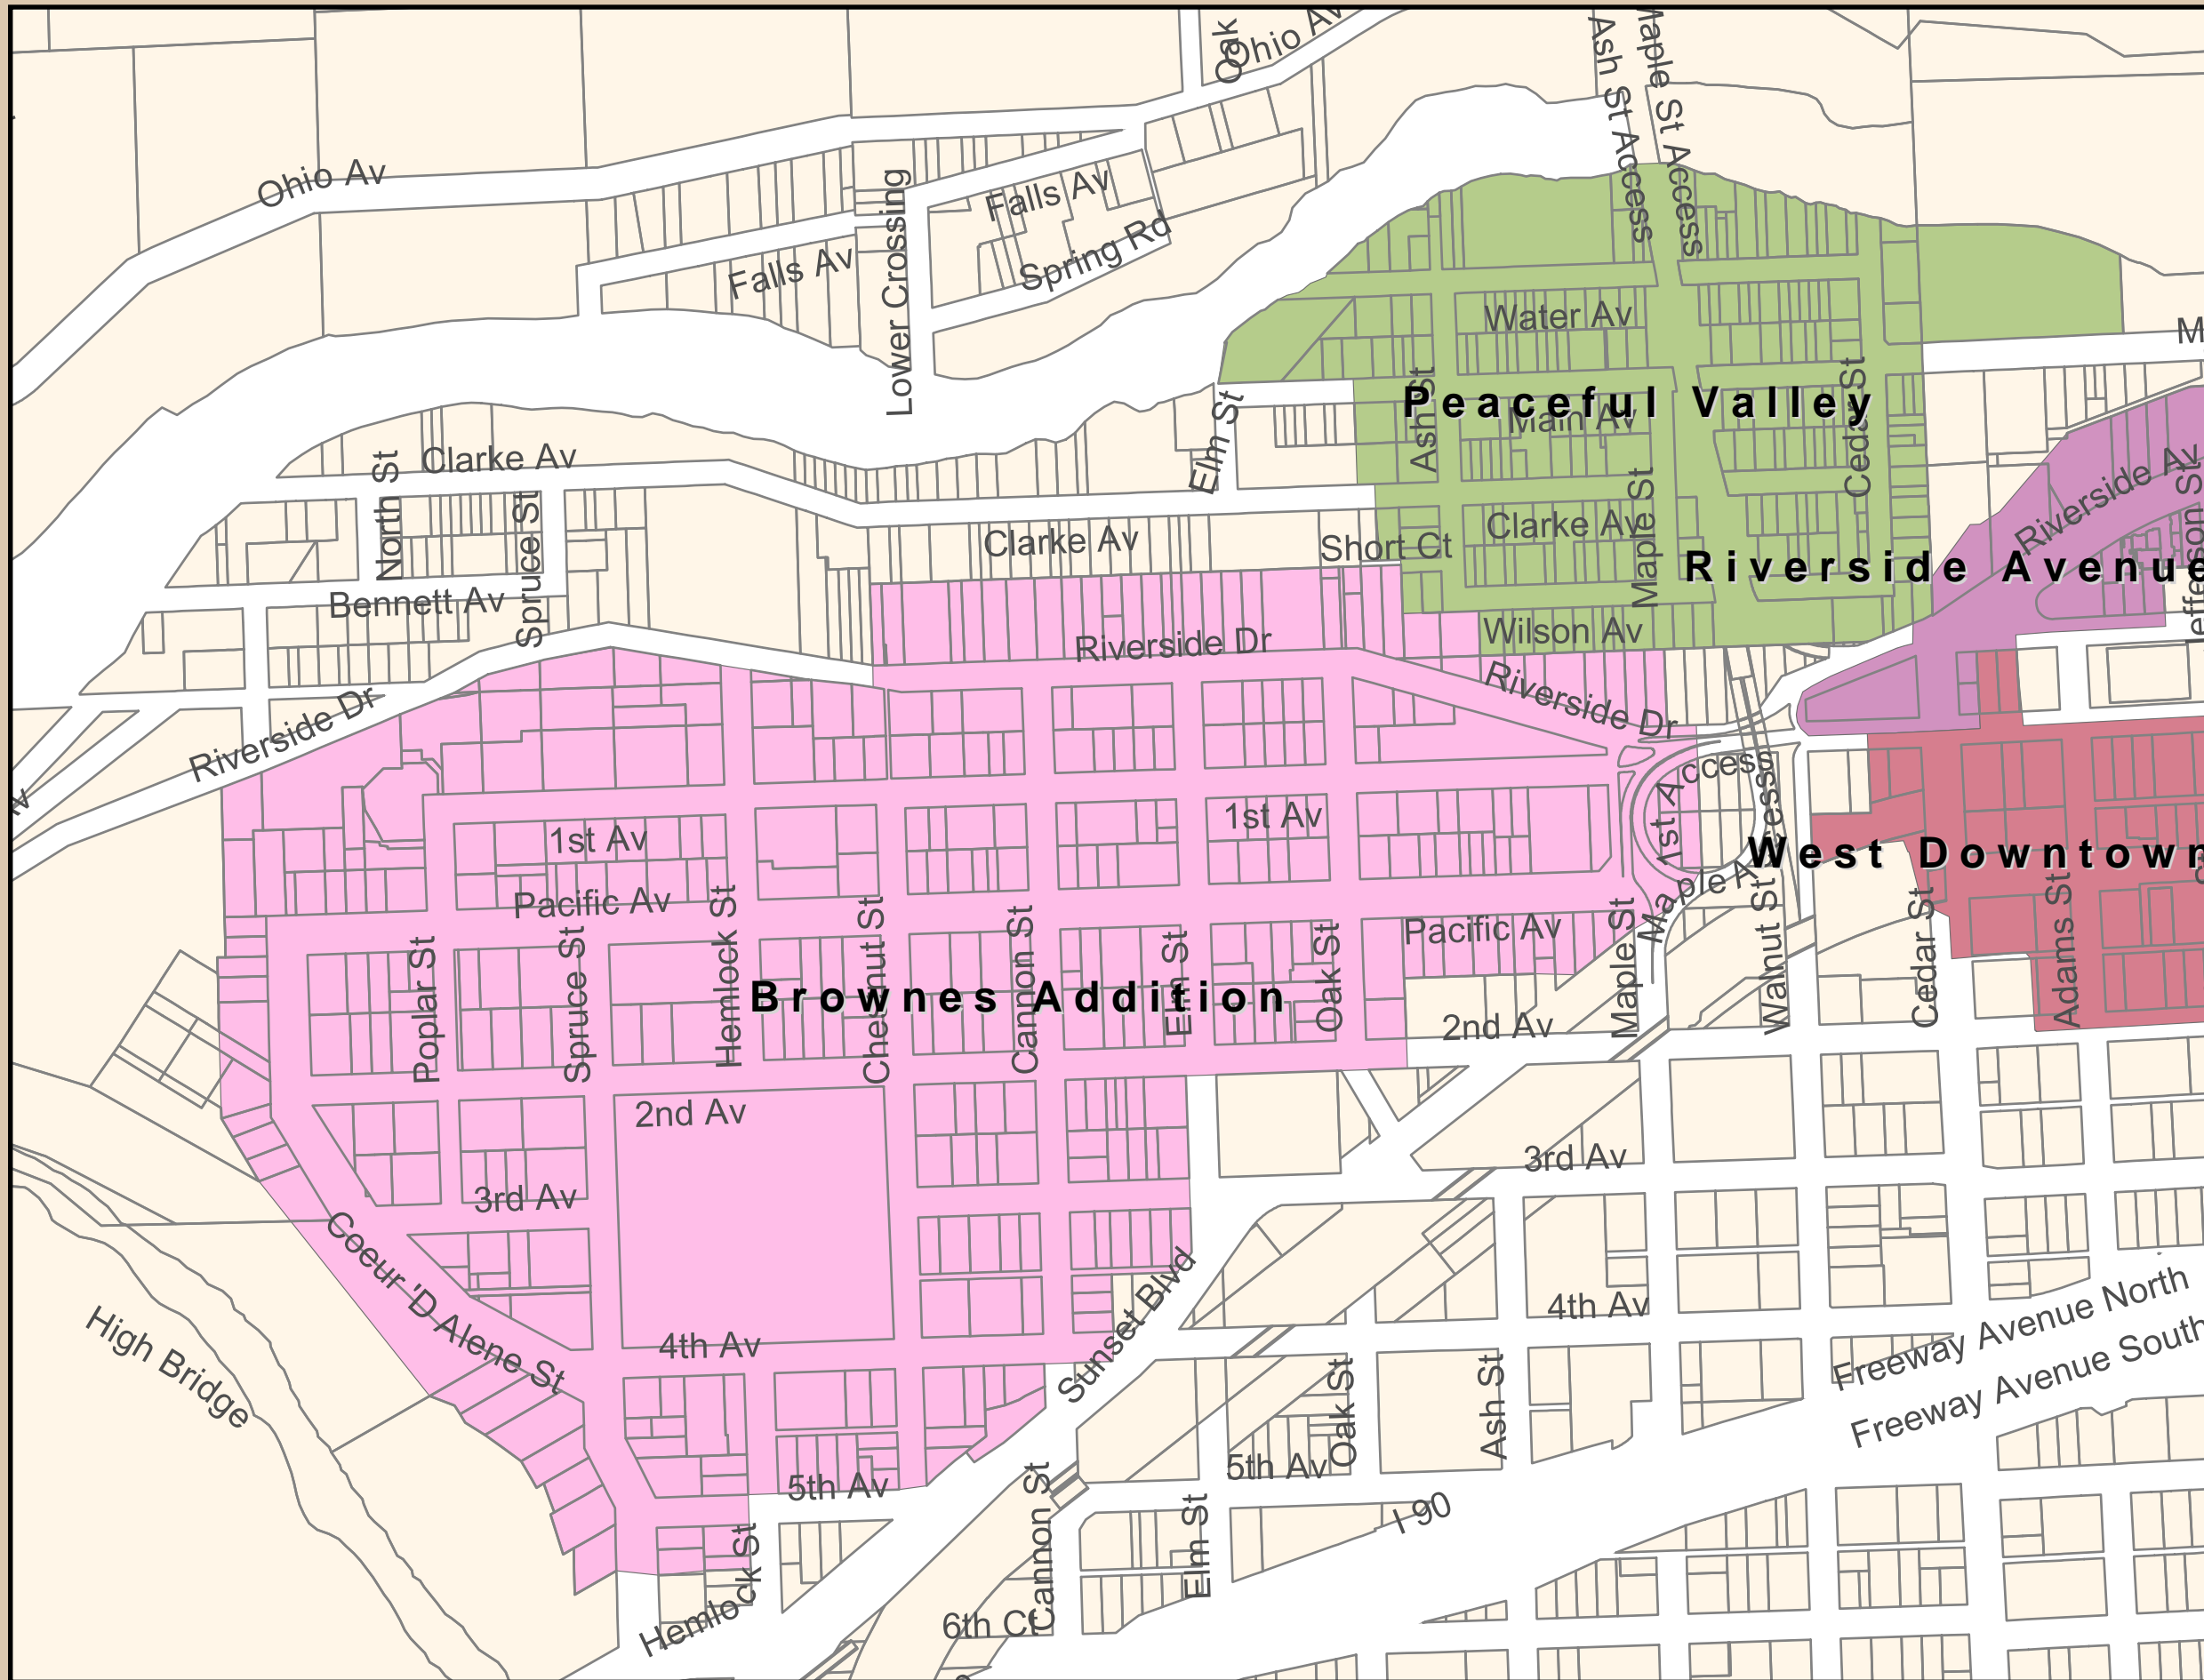 Oak
Ohio Av
Ash St Access
Maple St Access
Ohio Av
Falls Av
Lower Crossing
Spring Rd
Falls Av
Water Av
Ash St
Peaceful Valley
Main Av
Cedar St
Elm St
North St
Clarke Av
Spruce St
Riverside Av
Clarke Av
Maple St
Clarke Av
Short Ct
Riverside Avenue
Bennett Av
Riverside Dr
Wilson Av
Riverside Dr
Riverside Dr
1st Access
1st Av
1st Av
West Downtown
Pacific Av
Hemlock St
Chestnut St
Cannon St
Elm St
Oak St
Pacific Av
Maple St
Walnut St
Cedar St
Adams St
Poplar St
Spruce St
Brownes Addition
2nd Av
2nd Av
3rd Av
3rd Av
Coeur 'D Alene St
High Bridge
4th Av
Sunset Blvd
4th Av
Freeway Avenue North
Freeway Avenue South
Oak St
Ash St
5th Av
5th Av
Cannon St
Elm St
I 90
Hemlock St
Hemlock
6th Ct